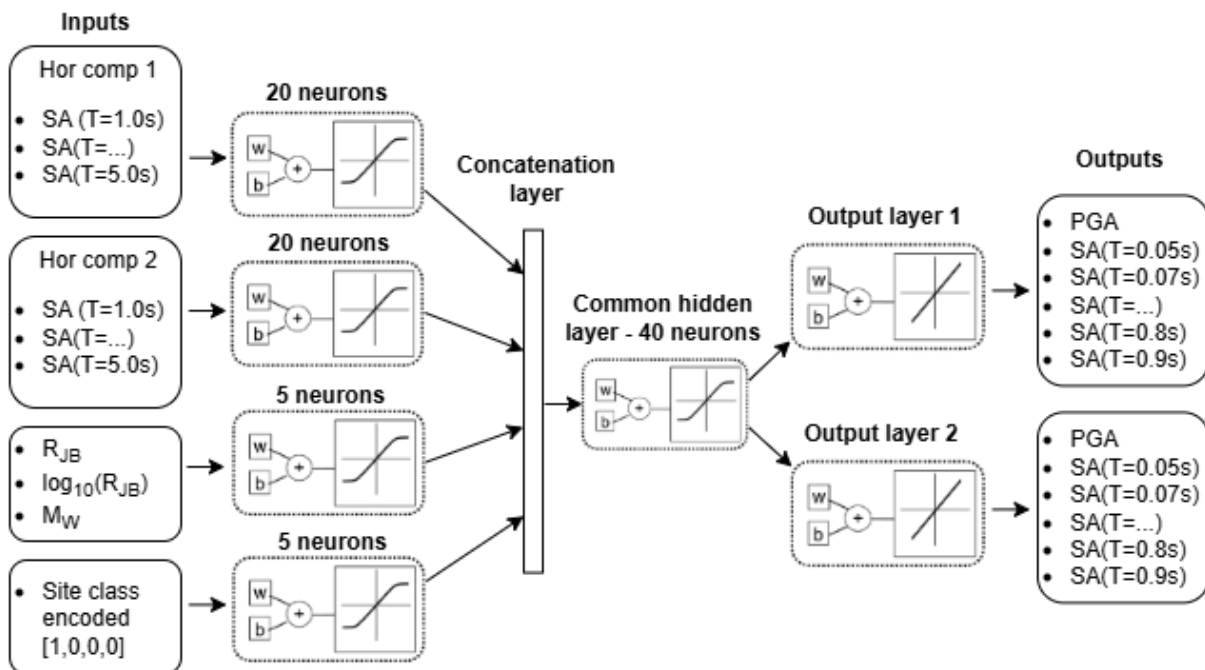 Inputs
Hor comp 1
• SA (T=1.0s)
• SA(T=...)
• SA(T=5.0s)
20 neurons
w
b
+
Hor comp 2
• SA (T=1.0s)
• SA(T=...)
• SA(T=5.0s)
20 neurons
w
b
+
• R_JB
• log_10(R_JB)
• M_W
5 neurons
w
b
+
• Site class
encoded
[1,0,0,0]
5 neurons
w
b
+
Concatenation
layer
Common hidden
layer - 40 neurons
w
b
+
Output layer 1
w
b
+
Output layer 2
w
b
+
Outputs
• PGA
• SA(T=0.05s)
• SA(T=0.07s)
• SA(T=...)
• SA(T=0.8s)
• SA(T=0.9s)
• PGA
• SA(T=0.05s)
• SA(T=0.07s)
• SA(T=...)
• SA(T=0.8s)
• SA(T=0.9s)